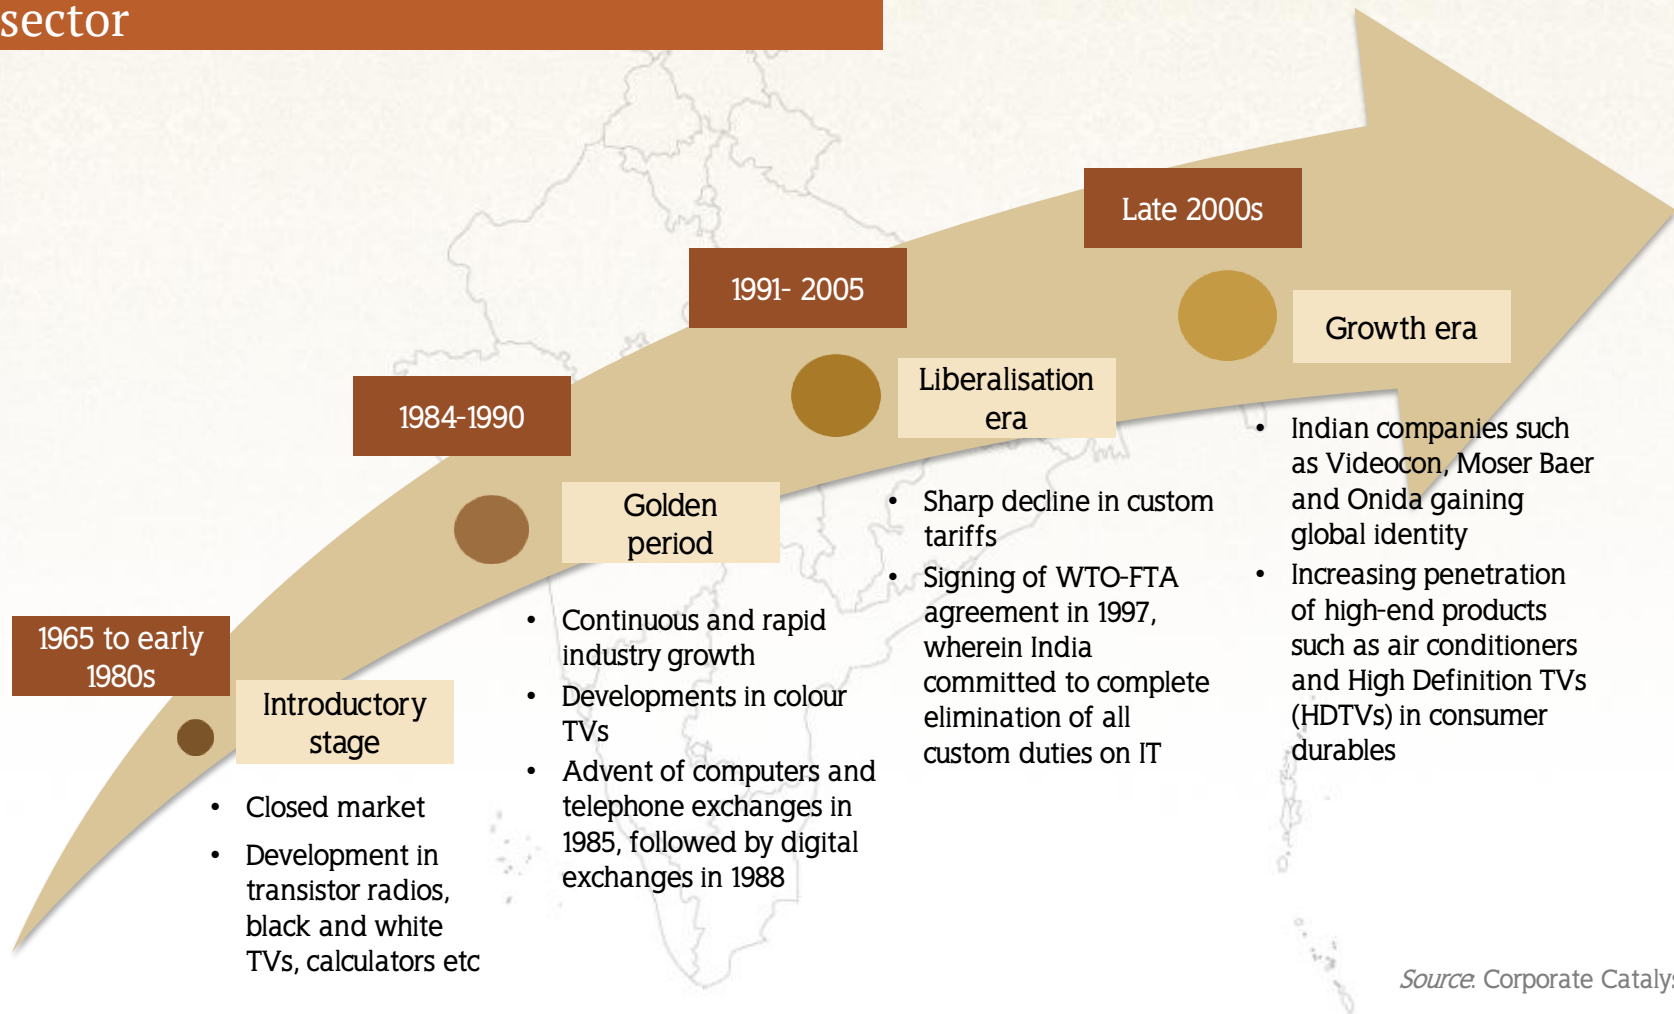 sector
1965 to early
1980s
Introductory
stage
• Closed market
• Development in
transistor radios,
black and white
TVs, calculators etc
1984-1990
Golden
period
• Continuous and rapid
industry growth
• Developments in colour
TVs
• Advent of computers and
telephone exchanges in
1985, followed by digital
exchanges in 1988
1991- 2005
Liberalisation
era
• Sharp decline in custom
tariffs
• Signing of WTO-FTA
agreement in 1997,
wherein India
committed to complete
elimination of all
custom duties on IT
Late 2000s
Growth era
• Indian companies such
as Videocon, Moser Baer
and Onida gaining
global identity
• Increasing penetration
of high-end products
such as air conditioners
and High Definition TVs
(HDTVs) in consumer
durables
Source: Corporate Catalys